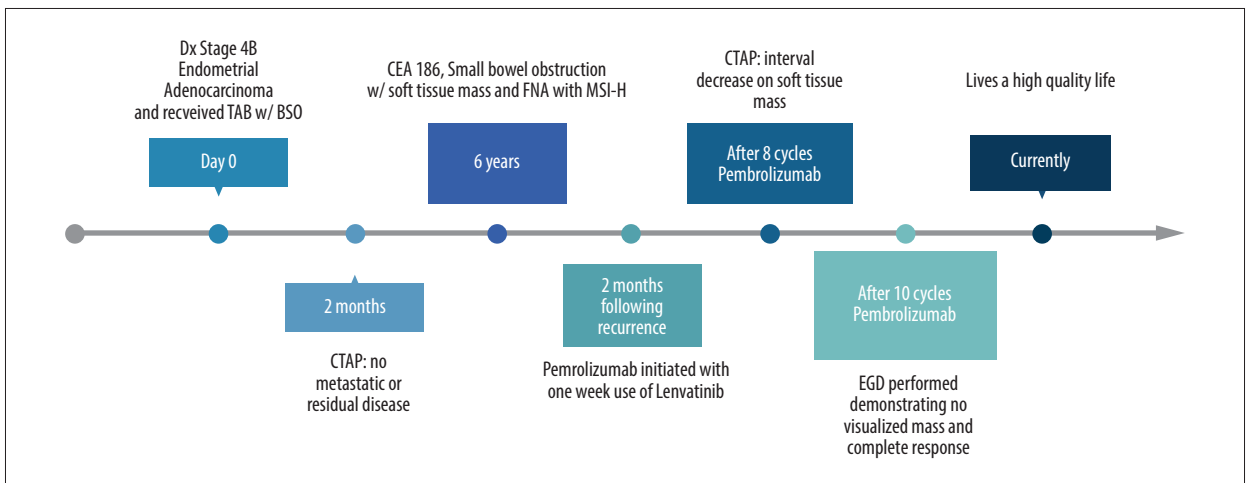 Dx Stage 4B
Endometrial
Adenocarcinoma
and recveived TAB w/ BSO
Day 0
2 months
CTAP: no
metastatic or
residual disease
CEA 186, Small bowel obstruction
w/ soft tissue mass and FNA with MSI-H
6 years
2 months
following
recurrence
Pemrolizumab initiated with
one week use of Lenvatinib
CTAP: interval
decrease on soft tissue
mass
After 8 cycles
Pembrolizumab
After 10 cycles
Pembrolizumab
EGD performed
demonstrating no
visualized mass and
complete response
Lives a high quality life
Currently